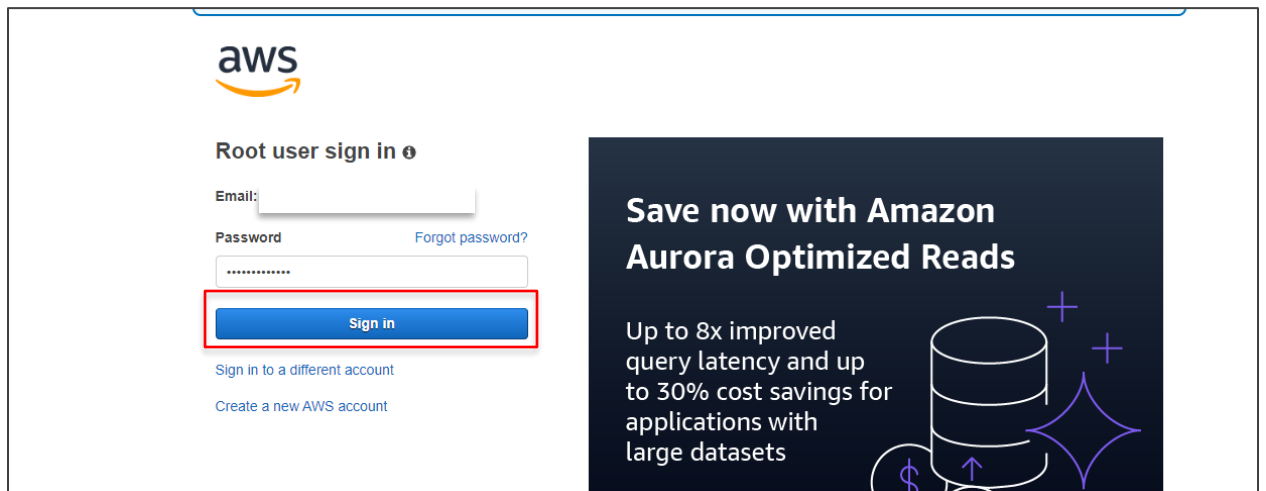 aws
Root user sign in
Email:
Password Forgot password?
Sign in
Sign in to a different account
Create a new AWS account
Save now with Amazon
Aurora Optimized Reads
Up to 8x improved
query latency and up
to 30% cost savings for
applications with
large datasets
$